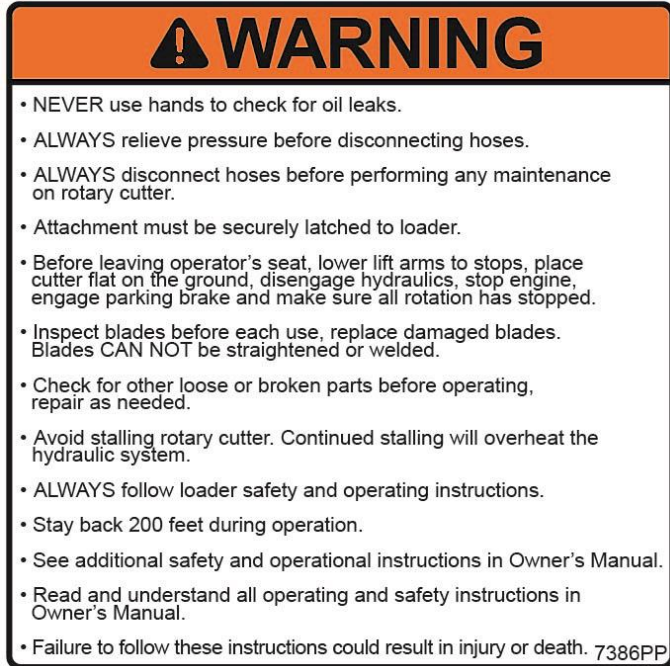 WARNING
• NEVER use hands to check for oil leaks.
• ALWAYS relieve pressure before disconnecting hoses.
• ALWAYS disconnect hoses before performing any maintenance
on rotary cutter.
• Attachment must be securely latched to loader.
• Before leaving operator's seat, lower lift arms to stops, place
cutter flat on the ground, disengage hydraulics, stop engine,
engage parking brake and make sure all rotation has stopped.
• Inspect blades before each use, replace damaged blades.
Blades CAN NOT be straightened or welded.
• Check for other loose or broken parts before operating,
repair as needed.
• Avoid stalling rotary cutter. Continued stalling will overheat the
hydraulic system.
• ALWAYS follow loader safety and operating instructions.
• Stay back 200 feet during operation.
• See additional safety and operational instructions in Owner's Manual.
• Read and understand all operating and safety instructions in
Owner's Manual.
• Failure to follow these instructions could result in injury or death. 7386PP